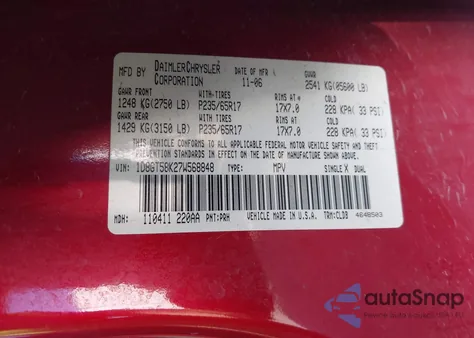 MFD BY DAIMLERCHRYSLER CORPORATION DATE OF MFR 11-06 GVWR 2541 KG(05600 LB)
GAWR FRONT WITH-TIRES RIMS AT COLD
1248 KG(2750 LB) P235/65R17 17X7.0 228 KPA( 33 PSI)
GAWR REAR WITH-TIRES RIMS AT COLD
1429 KG(3150 LB) P235/65R17 17X7.0 228 KPA( 33 PSI)
THIS VEHICLE CONFORMS TO ALL APPLICABLE FEDERAL MOTOR VEHICLE SAFETY, BUMPER, AND
THEFT PREVENTION STANDARDS IN EFFECT ON THE DATE OF MANUFACTURE SHOWN ABOVE.
VIN: 1D8GT58K27W568848 TYPE: MPV SINGLE X DUAL
MDH: 110411 220AA PNT:PRH VEHICLE MADE IN U.S.A. TRM:CLDB 4648503
autoSnap